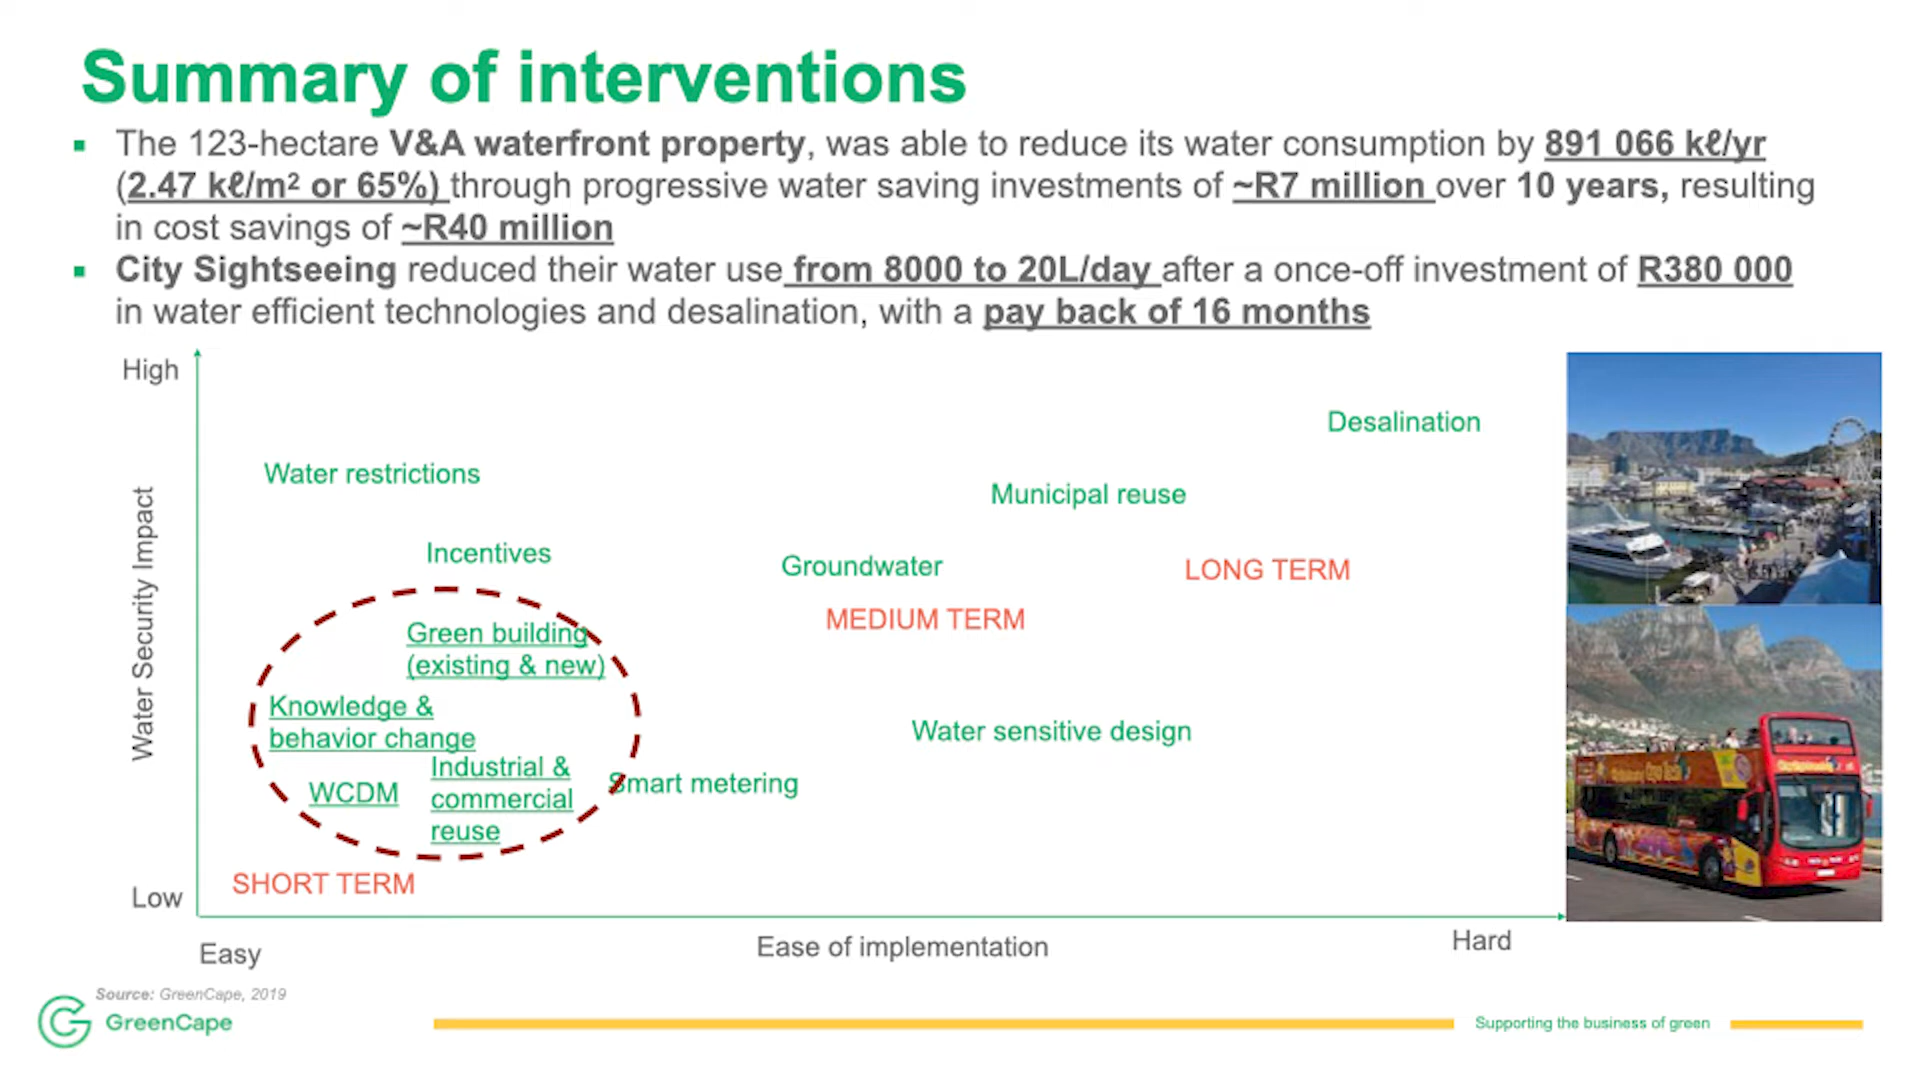 Summary of interventions
▪ The 123-hectare V&A waterfront property, was able to reduce its water consumption by 891 066 kℓ/yr
(2.47 kℓ/m² or 65%) through progressive water saving investments of ~R7 million over 10 years, resulting
in cost savings of ~R40 million
▪ City Sightseeing reduced their water use from 8000 to 20L/day after a once-off investment of R380 000
in water efficient technologies and desalination, with a pay back of 16 months
High
Desalination
Water restrictions
Municipal reuse
Incentives
Groundwater
LONG TERM
MEDIUM TERM
Water Security Impact
Green building
(existing & new)
Knowledge &
behavior change
Water sensitive design
WCDM
Industrial &
commercial
reuse
Smart metering
SHORT TERM
Low
Easy
Ease of implementation
Hard
Source: GreenCape, 2019
GreenCape
Supporting the business of green